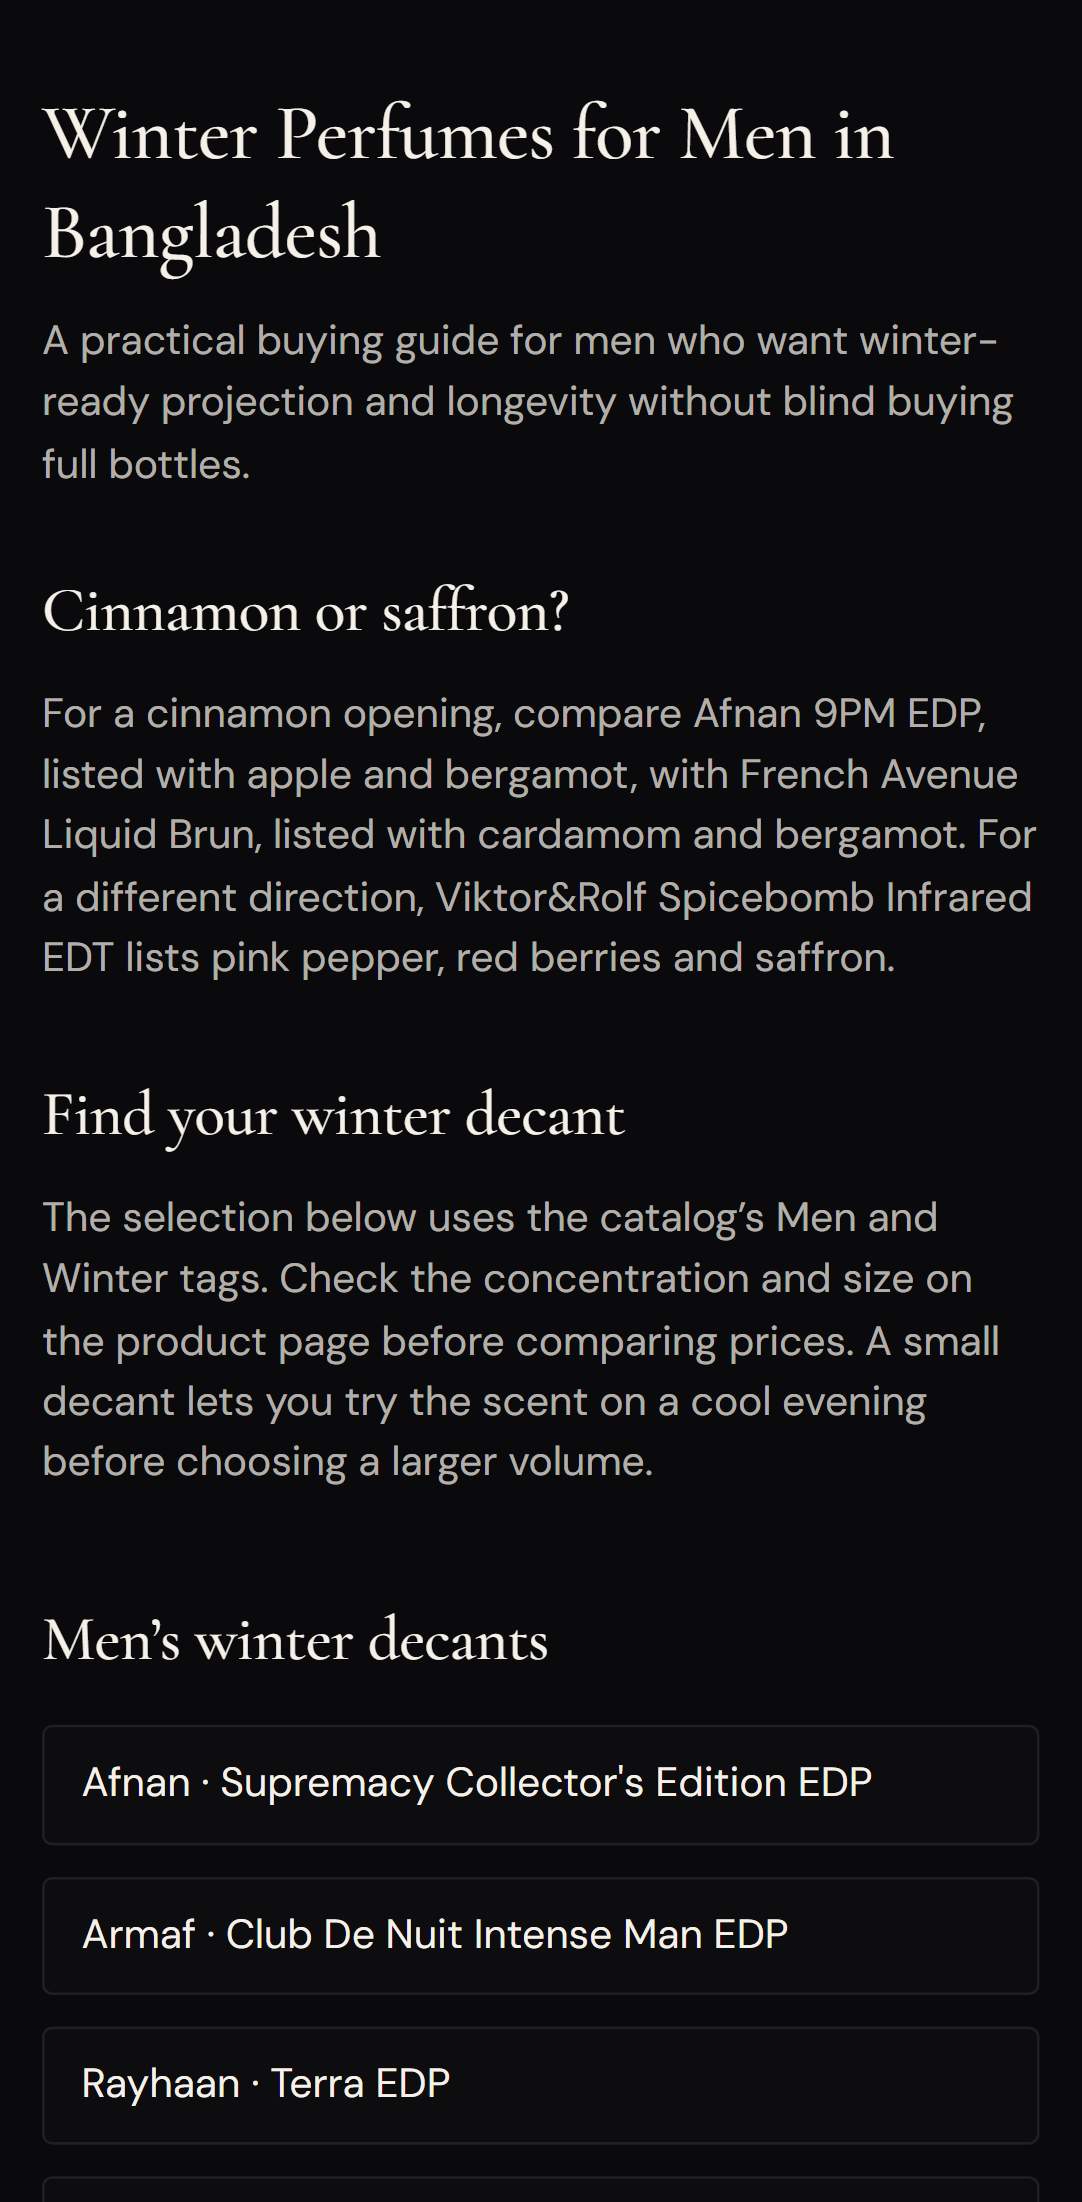 Winter Perfumes for Men in
Bangladesh
A practical buying guide for men who want winter-
ready projection and longevity without blind buying
full bottles.
Cinnamon or saffron?
For a cinnamon opening, compare Afnan 9PM EDP,
listed with apple and bergamot, with French Avenue
Liquid Brun, listed with cardamom and bergamot. For
a different direction, Viktor&Rolf Spicebomb Infrared
EDT lists pink pepper, red berries and saffron.
Find your winter decant
The selection below uses the catalog’s Men and
Winter tags. Check the concentration and size on
the product page before comparing prices. A small
decant lets you try the scent on a cool evening
before choosing a larger volume.
Men’s winter decants
Afnan · Supremacy Collector's Edition EDP
Armaf · Club De Nuit Intense Man EDP
Rayhaan · Terra EDP